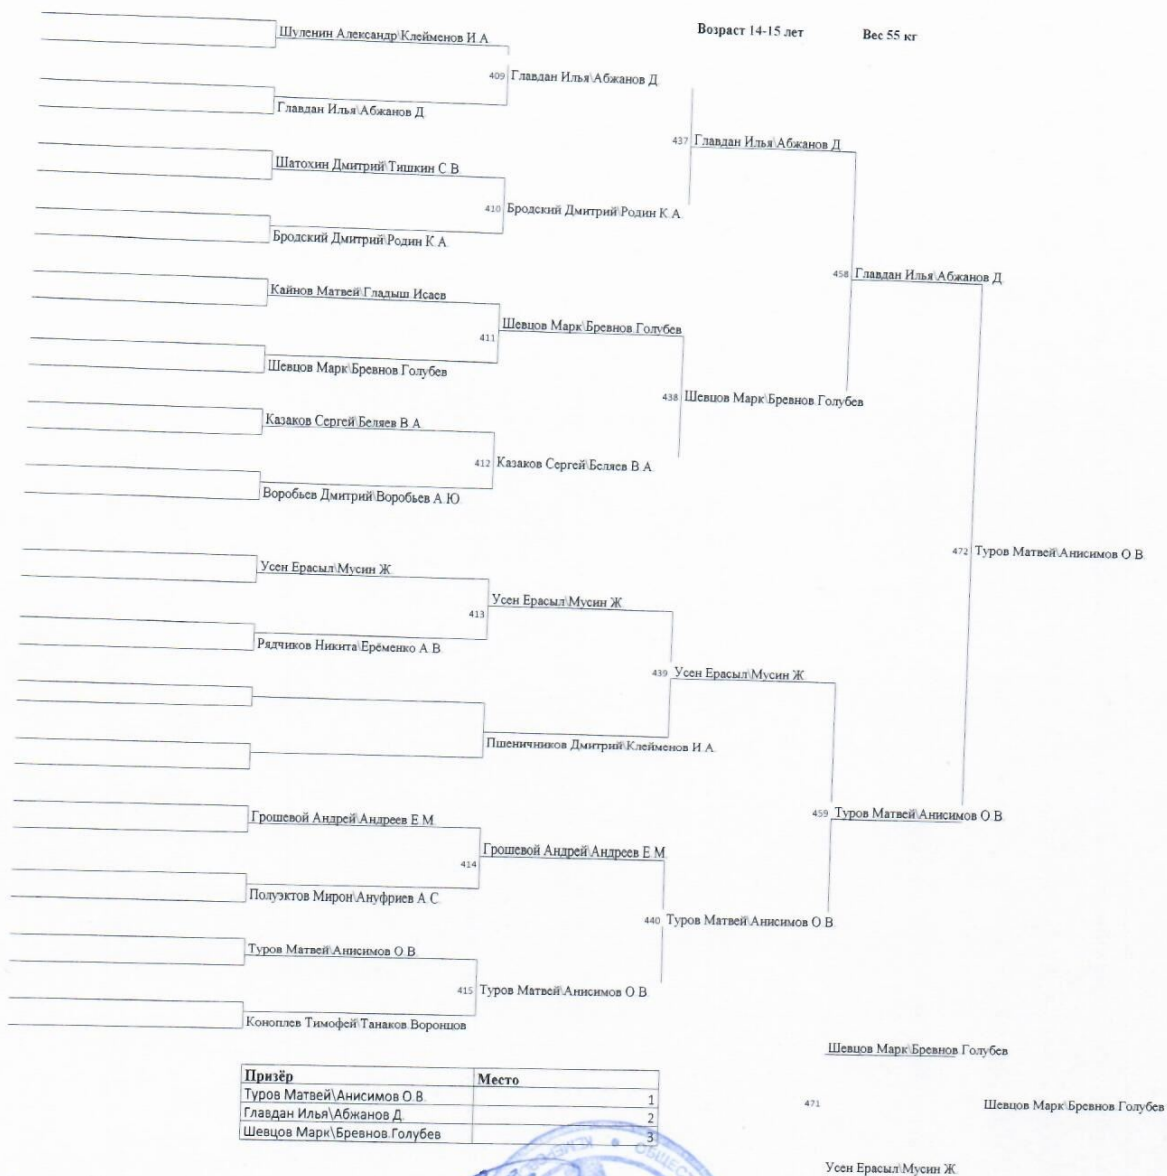 Возраст 14-15 лет Вес 55 кг
Шуленин Александр\Клейменов И.А.
409 Главдан Илья\Абжанов Д.
Главдан Илья\Абжанов Д.
437 Главдан Илья\Абжанов Д.
Шатохин Дмитрий\Тишкин С.В.
410 Бродский Дмитрий\Родин К.А.
Бродский Дмитрий\Родин К.А.
458 Главдан Илья\Абжанов Д.
Кайнов Матвей\Гладыш Исаев
411 Шевцов Марк\Бревнов.Голубев
Шевцов Марк\Бревнов Голубев
438 Шевцов Марк\Бревнов.Голубев
Казаков Сергей\Беляев В.А.
412 Казаков Сергей\Беляев В.А.
Воробьев Дмитрий\Воробьев А.Ю.
472 Туров Матвей\Анисимов О.В.
Усен Ерасыл\Мусин Ж.
413 Усен Ерасыл\Мусин Ж.
Рядчиков Никита\Ерёменко А.В.
439 Усен Ерасыл\Мусин Ж.
Пшеничников Дмитрий\Клейменов И.А.
459 Туров Матвей\Анисимов О.В.
Грошевой Андрей\Андреев Е.М.
414 Грошевой Андрей\Андреев Е.М.
Полуэктов Мирон\Ануфриев А.С.
440 Туров Матвей\Анисимов О.В.
Туров Матвей\Анисимов О.В.
415 Туров Матвей\Анисимов О.В.
Коноплев Тимофей\Танаков.Воронцов
Шевцов Марк\Бревнов Голубев
471 Шевцов Марк\Бревнов.Голубев
Усен Ерасыл\Мусин Ж.
Призёр Место
Туров Матвей\Анисимов О.В. 1
Главдан Илья\Абжанов Д. 2
Шевцов Марк\Бревнов.Голубев 3